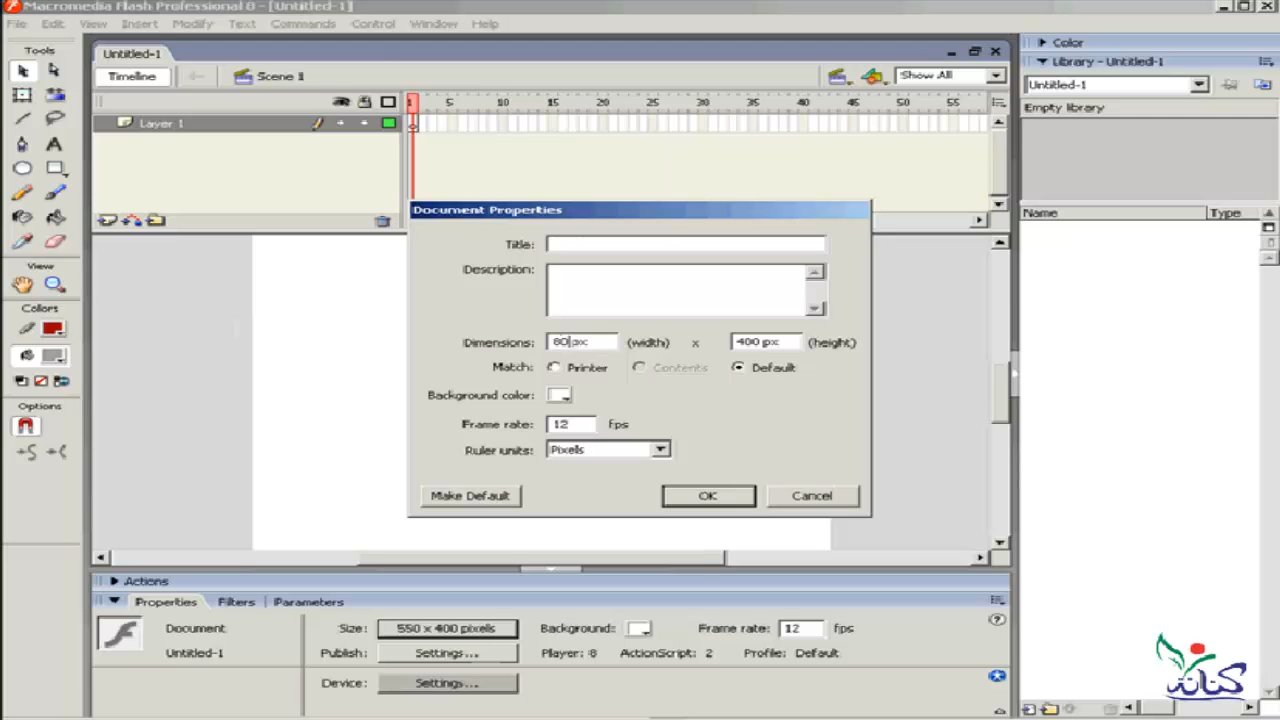 Macromedia Flash Professional 8 - [Untitled-1]
File Edit View Insert Modify Text Commands Control Window Help
Tools
View
Colors
Options
Untitled-1
Timeline
Scene 1
Show All
1 5 10 15 20 25 30 35 40 45 50 55
Layer 1
Document Properties
Title:
Description:
Dimensions: 80 px (width) x 400 px (height)
Match: Printer Contents Default
Background color:
Frame rate: 12 fps
Ruler units: Pixels
Make Default OK Cancel
Color
Library - Untitled-1
Untitled-1
Empty library
Name Type
Actions
Properties Filters Parameters
Document
Untitled-1
Size: 550 x 400 pixels Background: Frame rate: 12 fps
Publish: Settings... Player: 8 ActionScript: 2 Profile: Default
Device: Settings...